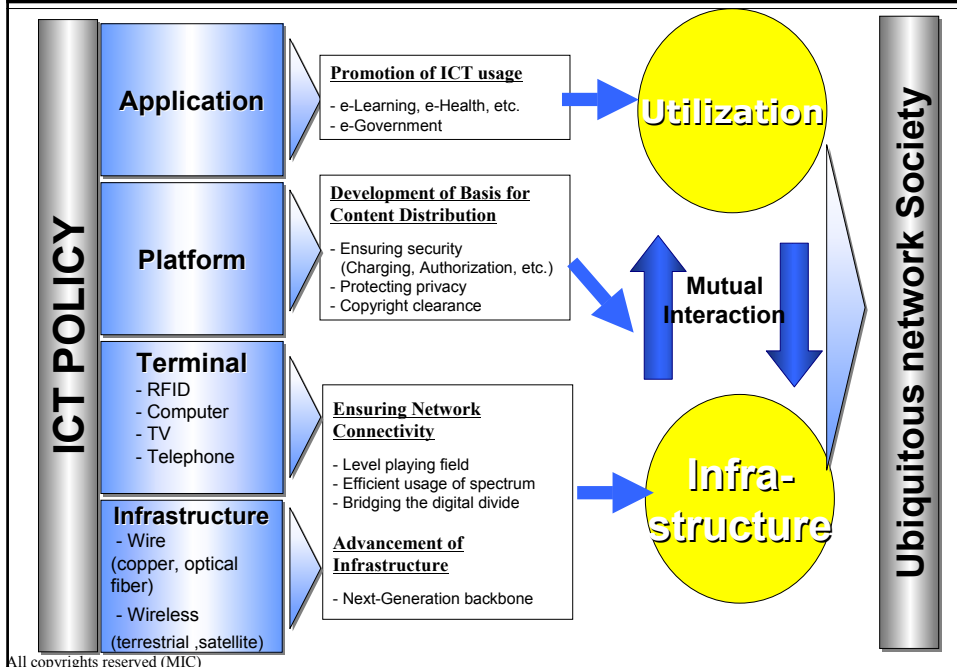 ICT POLICY
Application
Promotion of ICT usage
- e-Learning, e-Health, etc.
- e-Government
Utilization
Platform
Development of Basis for
Content Distribution
- Ensuring security
(Charging, Authorization, etc.)
- Protecting privacy
- Copyright clearance
Mutual
Interaction
Terminal
- RFID
- Computer
- TV
- Telephone
Ensuring Network
Connectivity
- Level playing field
- Efficient usage of spectrum
- Bridging the digital divide
Infrastructure
- Wire
(copper, optical
fiber)
- Wireless
(terrestrial ,satellite)
Advancement of
Infrastructure
- Next-Generation backbone
Infra-
structure
Ubiquitous network Society
All copyrights reserved (MIC)